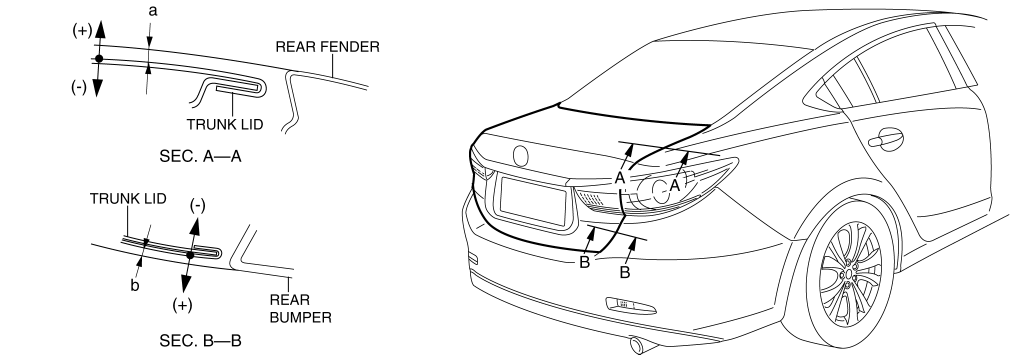 a
(+)
REAR FENDER
(-)
TRUNK LID
SEC. A—A
TRUNK LID
(-)
b
(+)
REAR
BUMPER
SEC. B—B
A
A
B
B